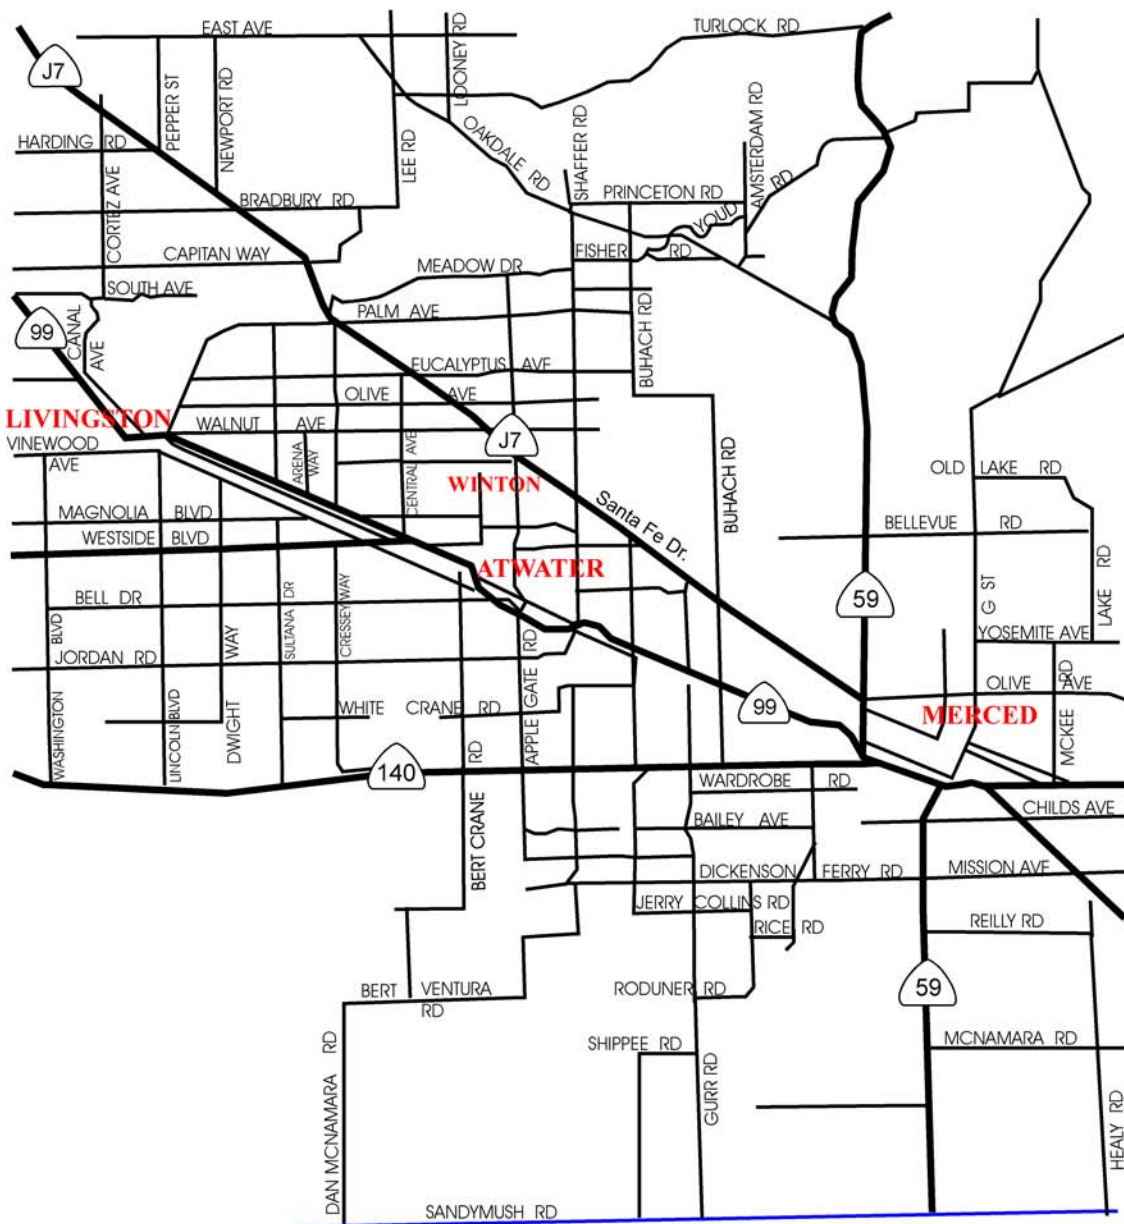 EAST AVE
TURLOCK RD
LOONEY RD
J7
PEPPER ST
NEWPORT RD
AMSTERDAM RD
SHAFFER RD
OAKDALE RD
HARDING RD
LEE RD
CORTEZ AVE
PRINCETON RD
BRADBURY RD
YOUD RD
CAPITAN WAY
FISHER RD
MEADOW DR
SOUTH AVE
PALM AVE
99
CANAL AVE
BUHACH RD
EUCALYPTUS AVE
OLIVE AVE
LIVINGSTON
WALNUT AVE
VINEWOOD AVE
J7
ARENA WAY
CENTRAL AVE
OLD LAKE RD
WINTON
Santa Fe Dr.
BUHACH RD
MAGNOLIA BLVD
BELLEVUE RD
WESTSIDE BLVD
ATWATER
LAKE RD
G ST
59
BELL DR
SULTANA DR
CRESSEY WAY
YOSEMITE AVE
JORDAN RD
APPLE GATE RD
OLIVE AVE
WASHINGTON BLVD
LINCOLN BLVD
DWIGHT WAY
WHITE CRANE RD
99
MERCED
MCKEE RD
140
WARDROBE RD
CHILDS AVE
BAILEY AVE
BERT CRANE RD
DICKENSON FERRY RD
MISSION AVE
JERRY COLLINS RD
RICE RD
REILLY RD
BERT VENTURA RD
RODUNER RD
59
SHIPPEE RD
MCNAMARA RD
GURR RD
DAN MCNAMARA RD
HEALY RD
SANDYMUSH RD